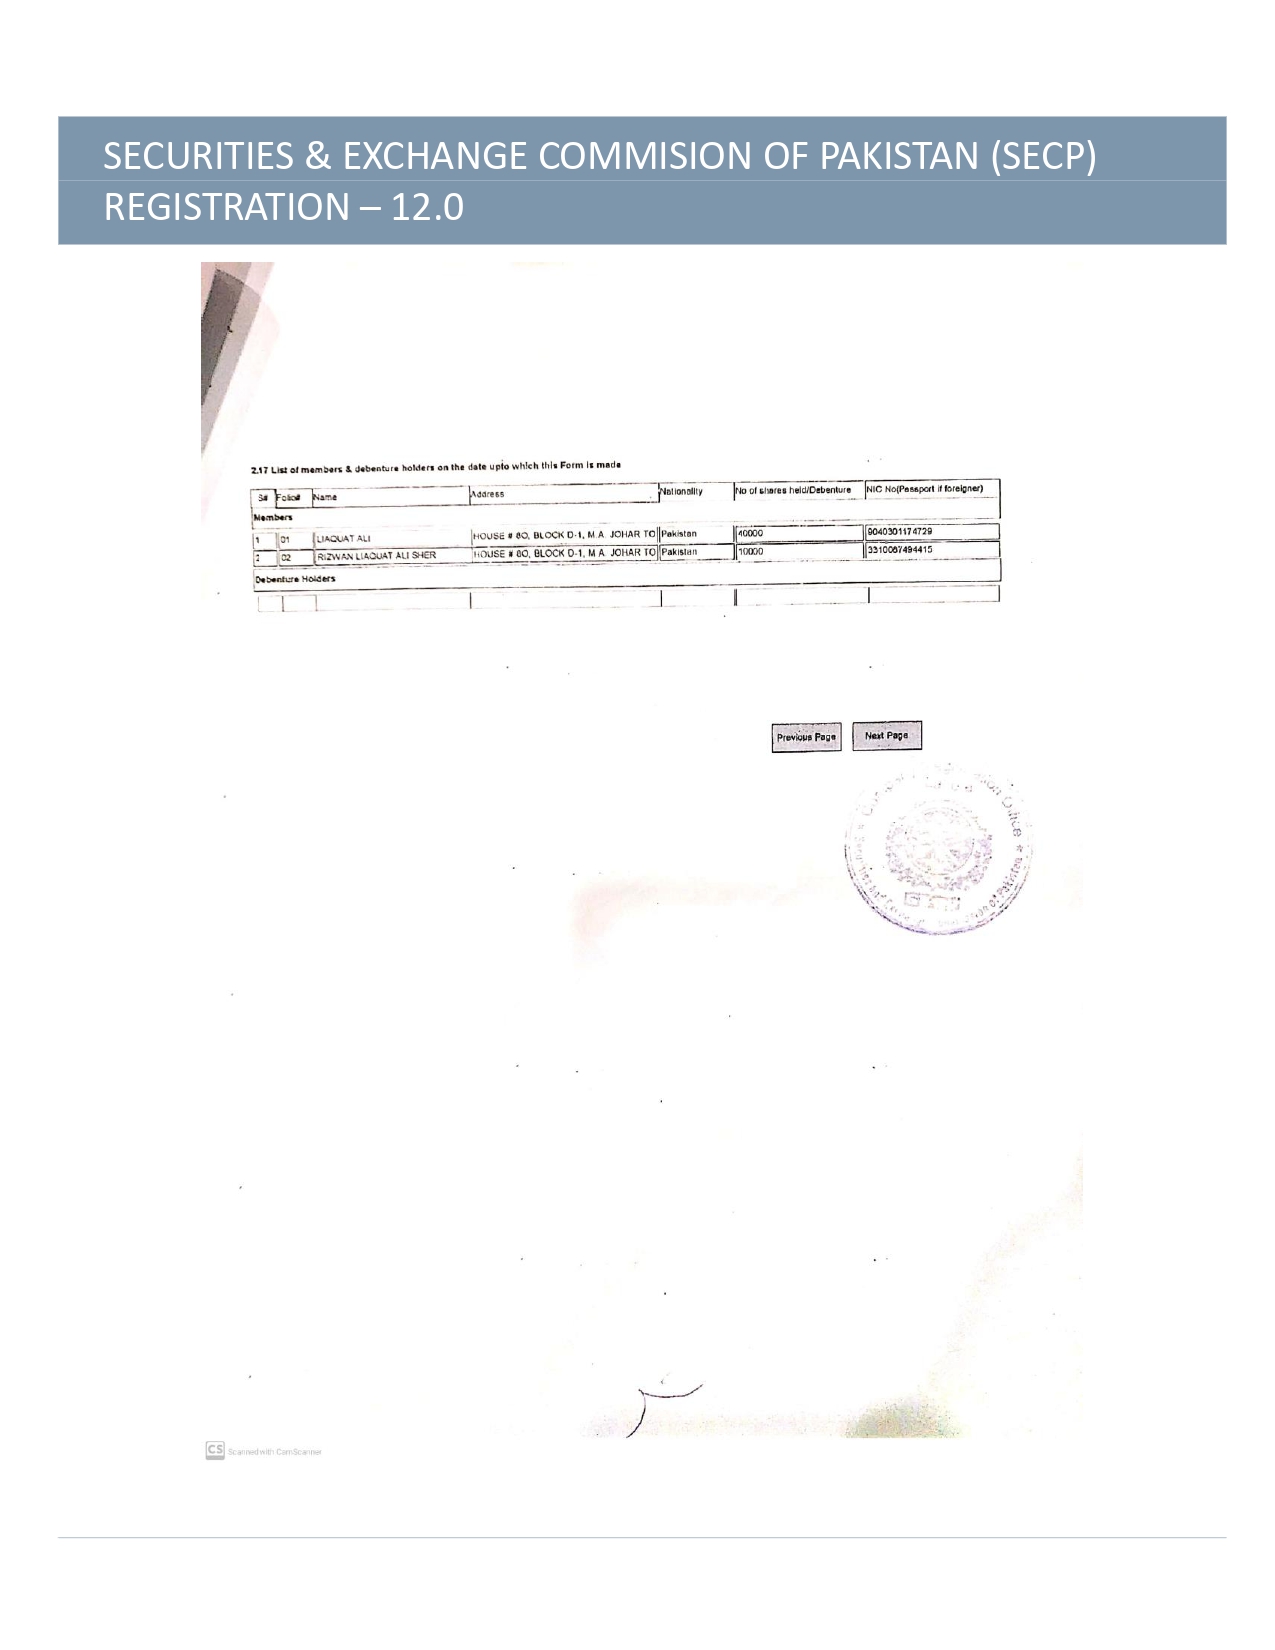 SECURITIES & EXCHANGE COMMISION OF PAKISTAN (SECP)
REGISTRATION – 12.0
2.17 List of members & debenture holders on the date upto which this Form is made
S# Folio# Name Address Nationality No of shares held/Debenture NIC No(Passport if foreigner)
Members
1 01 LIAQUAT ALI HOUSE # 80, BLOCK D-1, M.A. JOHAR TO Pakistan 40000 9040301174729
2 02 RIZWAN LIAQUAT ALI SHER HOUSE # 80, BLOCK D-1, M.A. JOHAR TO Pakistan 10000 3310087494415
Debenture Holders
Previous Page Next Page
Office
of Pakistan
CS Scanned with CamScanner